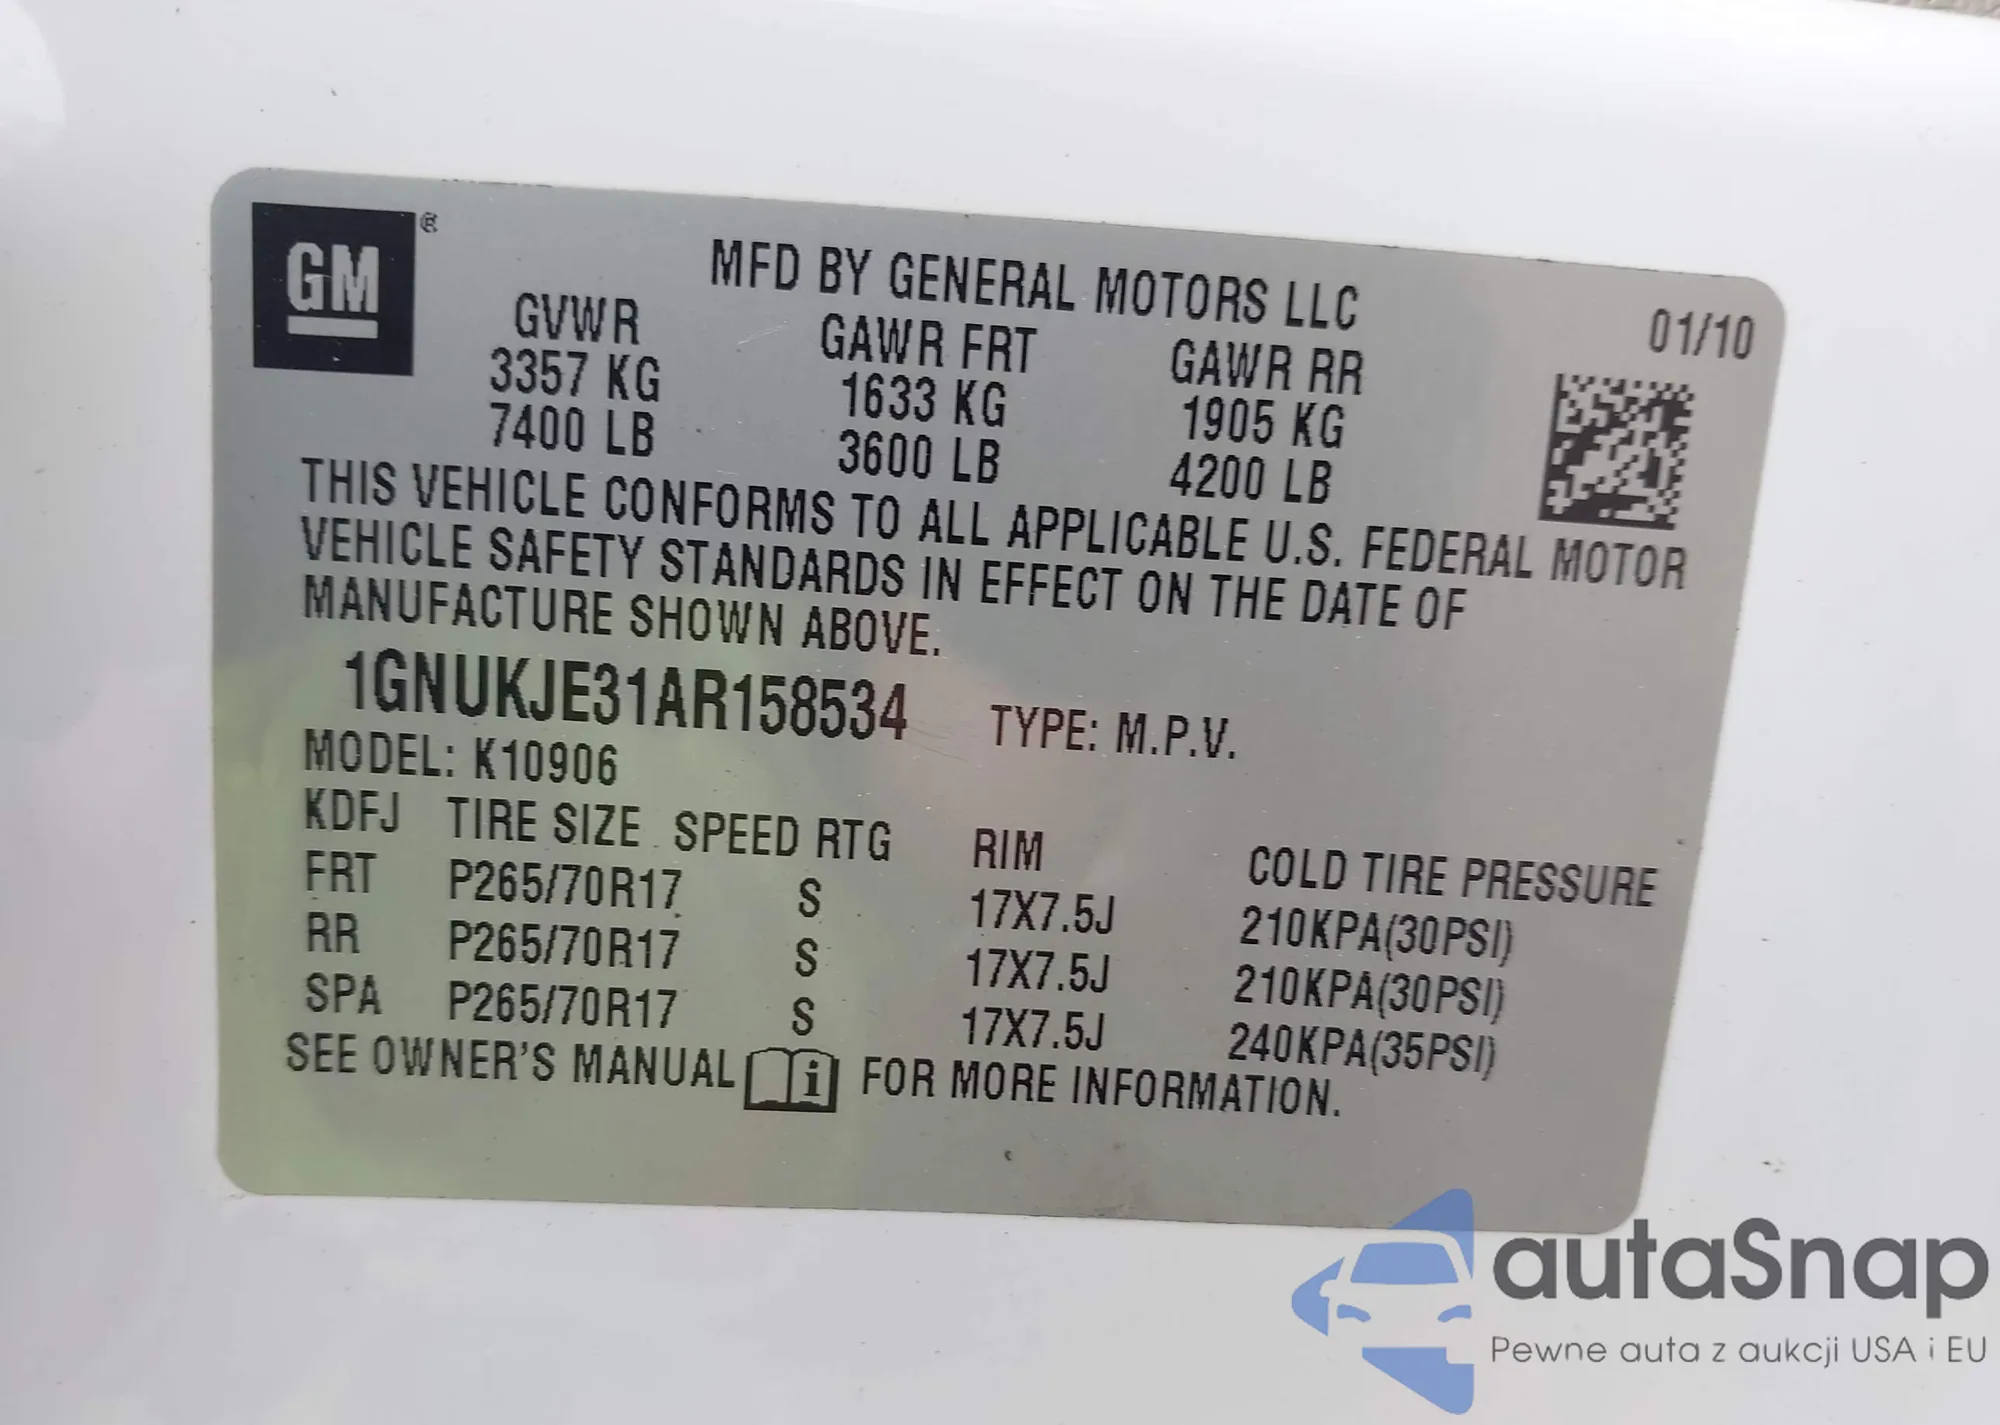 GM ®
MFD BY GENERAL MOTORS LLC
01/10
GVWR GAWR FRT GAWR RR
3357 KG 1633 KG 1905 KG
7400 LB 3600 LB 4200 LB
THIS VEHICLE CONFORMS TO ALL APPLICABLE U.S. FEDERAL MOTOR
VEHICLE SAFETY STANDARDS IN EFFECT ON THE DATE OF
MANUFACTURE SHOWN ABOVE.
1GNUKJE31AR158534 TYPE: M.P.V.
MODEL: K10906
KDFJ TIRE SIZE SPEED RTG RIM COLD TIRE PRESSURE
FRT P265/70R17 S 17X7.5J 210KPA(30PSI)
RR P265/70R17 S 17X7.5J 210KPA(30PSI)
SPA P265/70R17 S 17X7.5J 240KPA(35PSI)
SEE OWNER'S MANUAL i FOR MORE INFORMATION.
autaSnap
Pewne auta z aukcji USA i EU